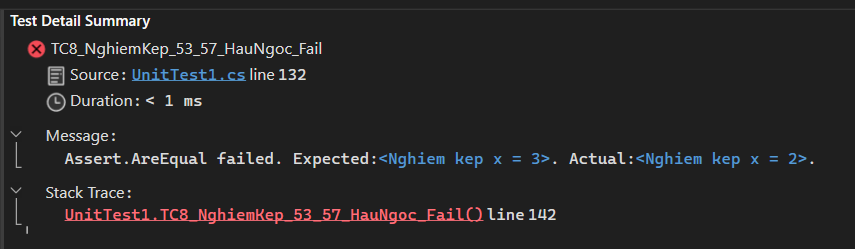 Test Detail Summary
TC8_NghiemKep_53_57_HauNgoc_Fail
Source: UnitTest1.cs line 132
Duration: < 1 ms
Message:
Assert.AreEqual failed. Expected:<Nghiem kep x = 3>. Actual:<Nghiem kep x = 2>.
Stack Trace:
UnitTest1.TC8_NghiemKep_53_57_HauNgoc_Fail() line 142